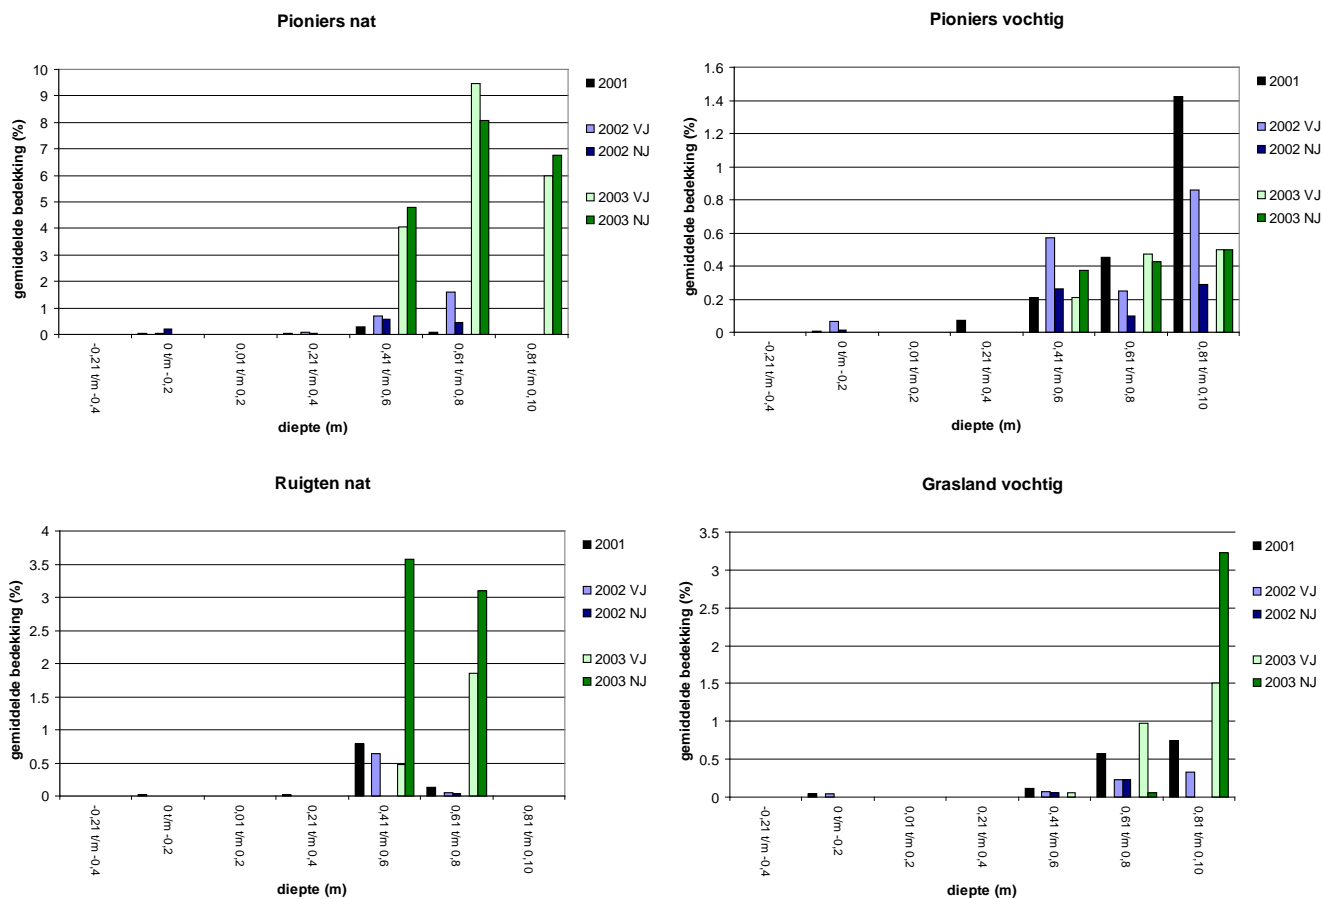 Pioniers nat
gemiddelde bedekking (%)
10
9
8
7
6
5
4
3
2
1
0
-0,21 t/m -0,4
0 t/m -0,2
0,01 t/m 0,2
0,21 t/m 0,4
0,41 t/m 0,6
0,61 t/m 0,8
0,81 t/m 0,10
diepte (m)
2001
2002 VJ
2002 NJ
2003 VJ
2003 NJ
Pioniers vochtig
gemiddelde bedekking (%)
1.6
1.4
1.2
1
0.8
0.6
0.4
0.2
0
-0,21 t/m -0,4
0 t/m -0,2
0,01 t/m 0,2
0,21 t/m 0,4
0,41 t/m 0,6
0,61 t/m 0,8
0,81 t/m 0,10
diepte (m)
2001
2002 VJ
2002 NJ
2003 VJ
2003 NJ
Ruigten nat
gemiddelde bedekking (%)
4
3.5
3
2.5
2
1.5
1
0.5
0
-0,21 t/m -0,4
0 t/m -0,2
0,01 t/m 0,2
0,21 t/m 0,4
0,41 t/m 0,6
0,61 t/m 0,8
0,81 t/m 0,10
diepte (m)
2001
2002 VJ
2002 NJ
2003 VJ
2003 NJ
Grasland vochtig
gemiddelde bedekking (%)
3.5
3
2.5
2
1.5
1
0.5
0
-0,21 t/m -0,4
0 t/m -0,2
0,01 t/m 0,2
0,21 t/m 0,4
0,41 t/m 0,6
0,61 t/m 0,8
0,81 t/m 0,10
diepte (m)
2001
2002 VJ
2002 NJ
2003 VJ
2003 NJ